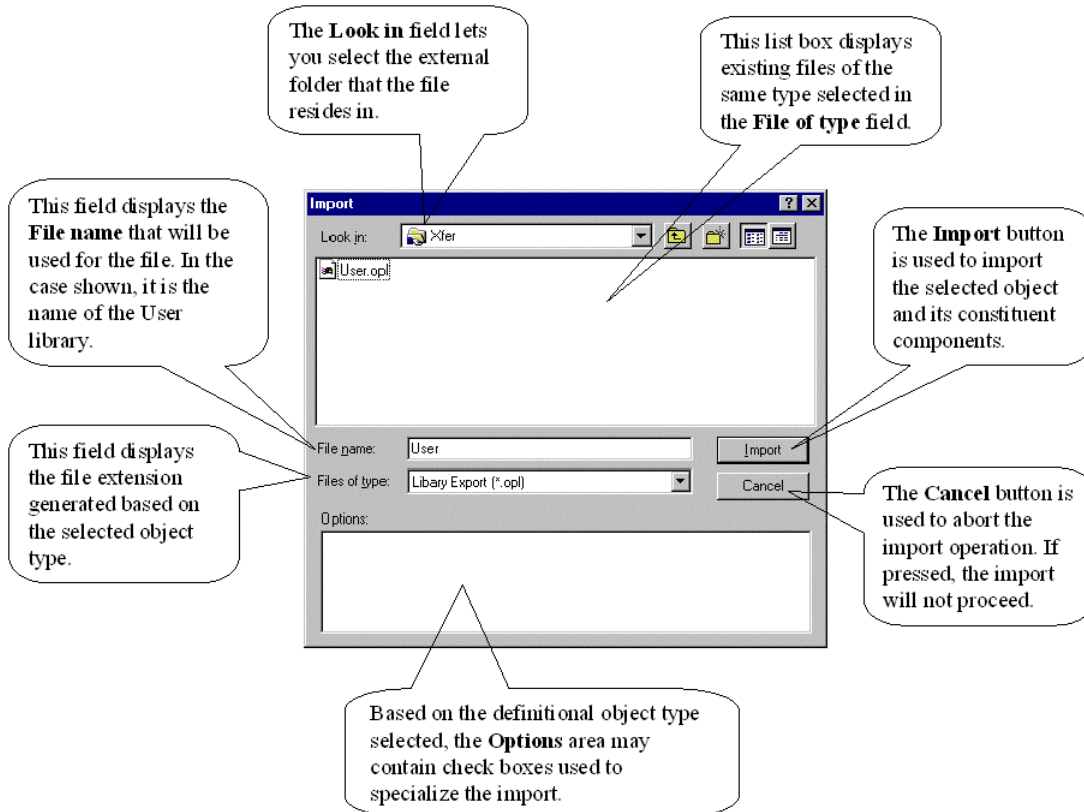 The Look in field lets
you select the external
folder that the file
resides in.
This list box displays
existing files of the
same type selected in
the File of type field.
This field displays the
File name that will be
used for the file. In the
case shown, it is the
name of the User
library.
Import
Look in:
Xfer
User.opl
The Import button
is used to import
the selected object
and its constituent
components.
This field displays
the file extension
generated based on
the selected object
type.
File name:
User
Import
Files of type:
Libary Export (*.opl)
Cancel
Options:
The Cancel button is
used to abort the
import operation. If
pressed, the import
will not proceed.
Based on the definitional object type
selected, the Options area may
contain check boxes used to
specialize the import.